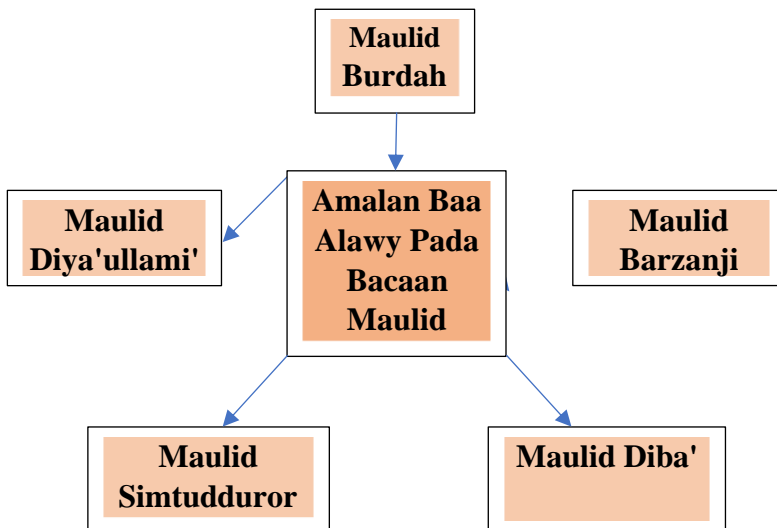 Maulid
Burdah
Maulid
Diya'ullami'
Amalan Baa
Alawy Pada
Bacaan
Maulid
Maulid
Barzanji
Maulid
Simtudduror
Maulid Diba'